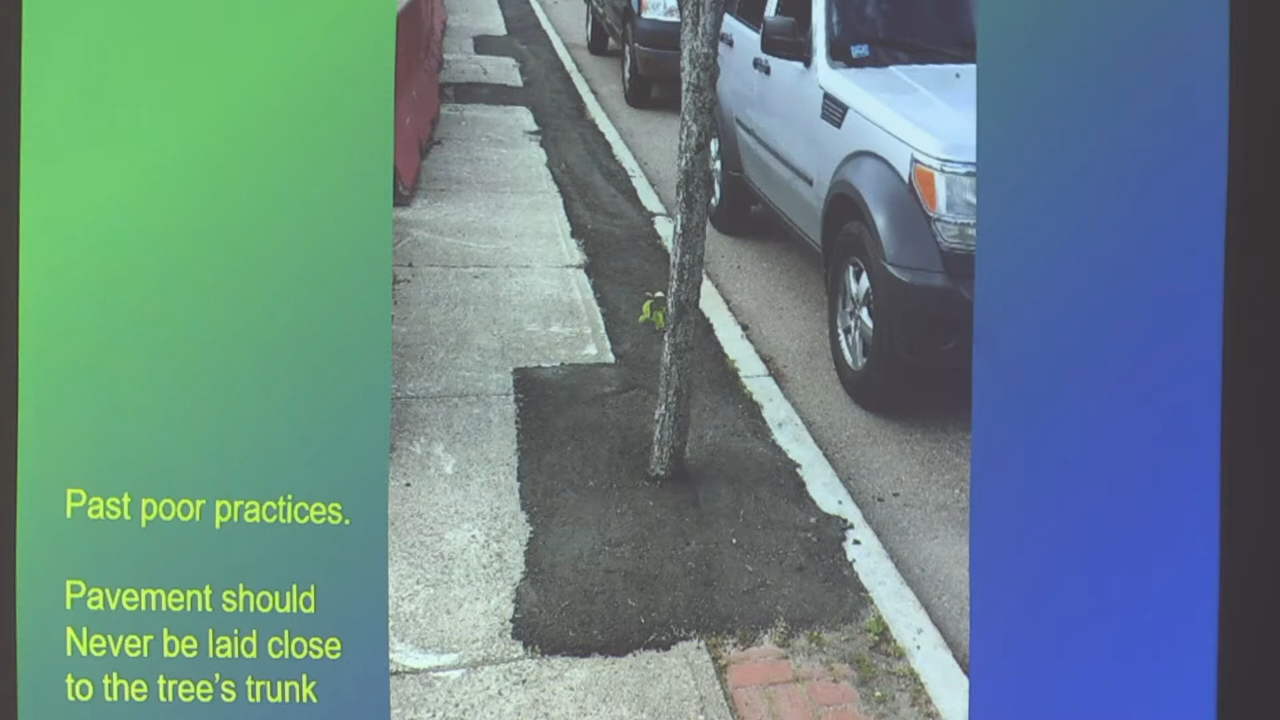 Past poor practices.
Pavement should
Never be laid close
to the tree's trunk